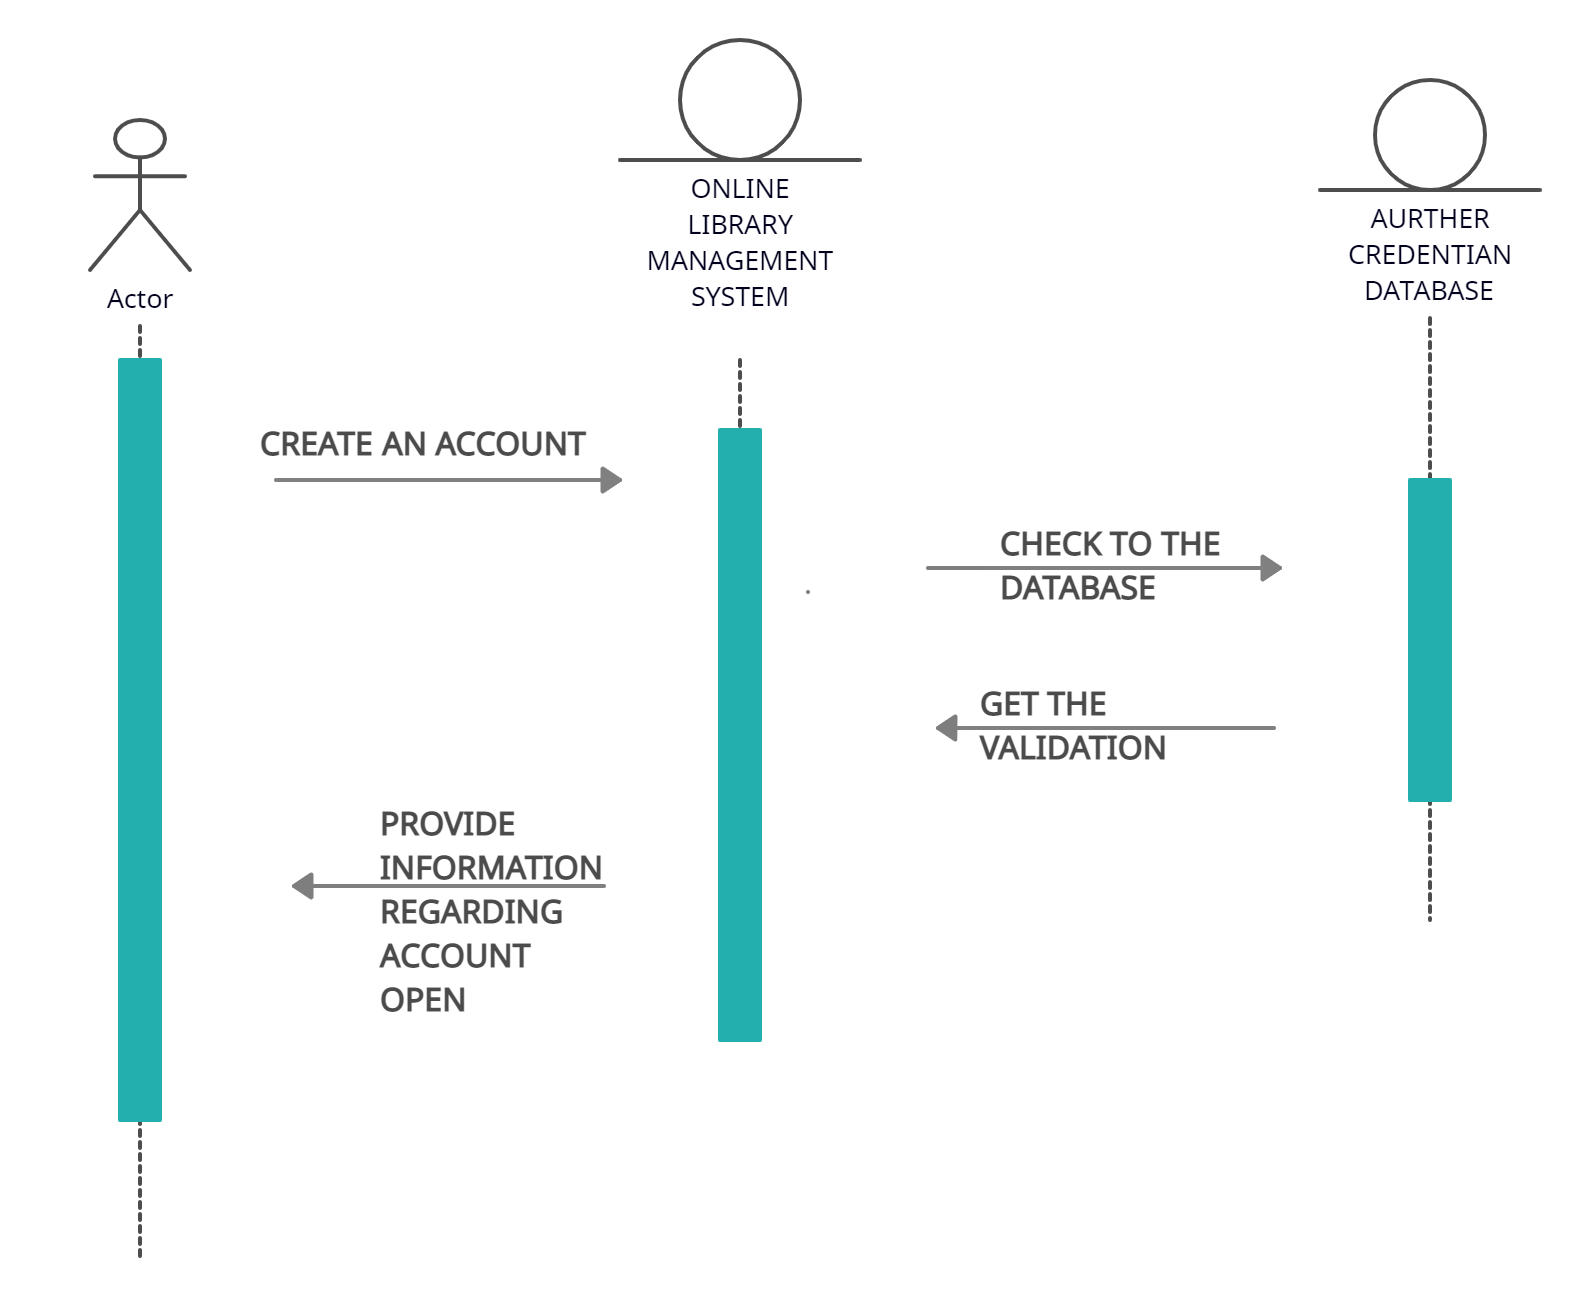 Actor
ONLINE
LIBRARY
MANAGEMENT
SYSTEM
AURTHER
CREDENTIAN
DATABASE
CREATE AN ACCOUNT
CHECK TO THE
DATABASE
GET THE
VALIDATION
PROVIDE
INFORMATION
REGARDING
ACCOUNT
OPEN